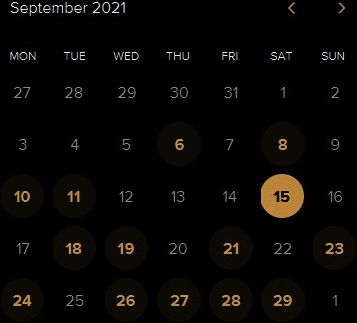 September 2021 < >
MON TUE WED THU FRI SAT SUN
27 28 29 30 31 1 2
3 4 5 6 7 8 9
10 11 12 13 14 15 16
17 18 19 20 21 22 23
24 25 26 27 28 29 1